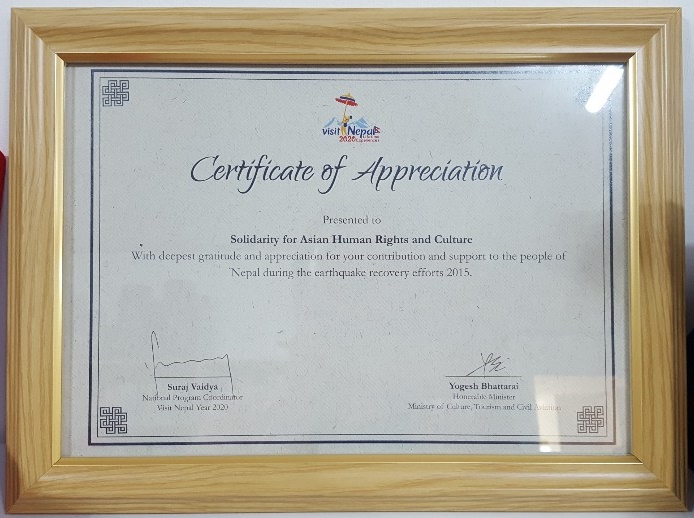 visit Nepal
2020 Lifetime Experiences
Certificate of Appreciation
Presented to
Solidarity for Asian Human Rights and Culture
With deepest gratitude and appreciation for your contribution and support to the people of
Nepal during the earthquake recovery efforts 2015.
Suraj Vaidya
National Program Coordinator
Visit Nepal Year 2020
Yogesh Bhattarai
Honorable Minister
Ministry of Culture, Tourism and Civil Aviation